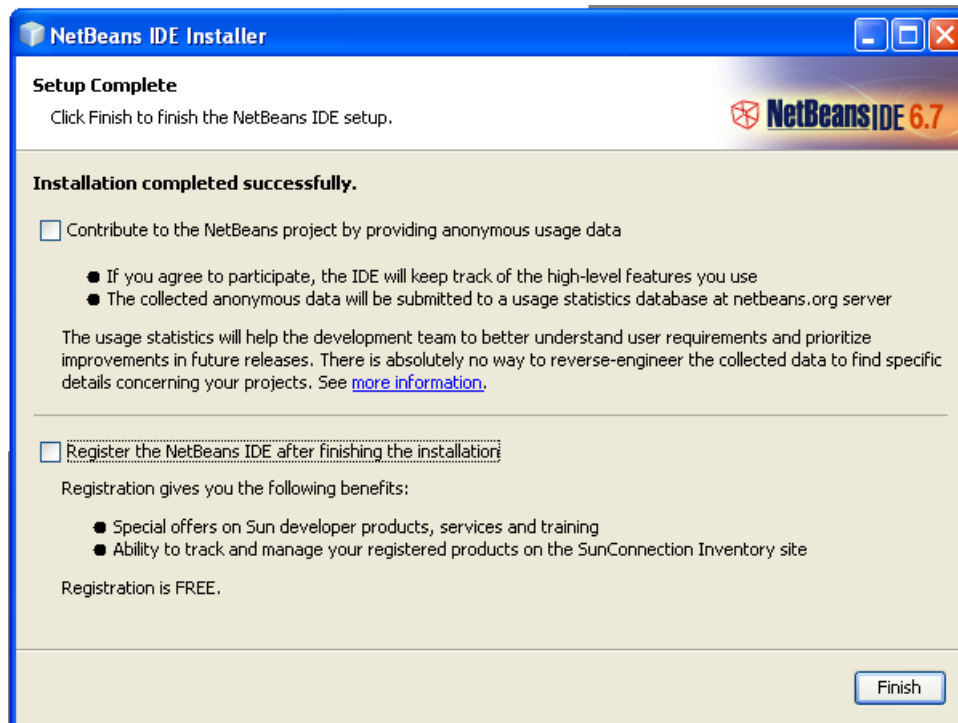 NetBeans IDE Installer
Setup Complete
Click Finish to finish the NetBeans IDE setup.
NetBeans IDE 6.7
Installation completed successfully.
Contribute to the NetBeans project by providing anonymous usage data
● If you agree to participate, the IDE will keep track of the high-level features you use
● The collected anonymous data will be submitted to a usage statistics database at netbeans.org server
The usage statistics will help the development team to better understand user requirements and prioritize
improvements in future releases. There is absolutely no way to reverse-engineer the collected data to find specific
details concerning your projects. See more information.
Register the NetBeans IDE after finishing the installation
Registration gives you the following benefits:
● Special offers on Sun developer products, services and training
● Ability to track and manage your registered products on the SunConnection Inventory site
Registration is FREE.
Finish